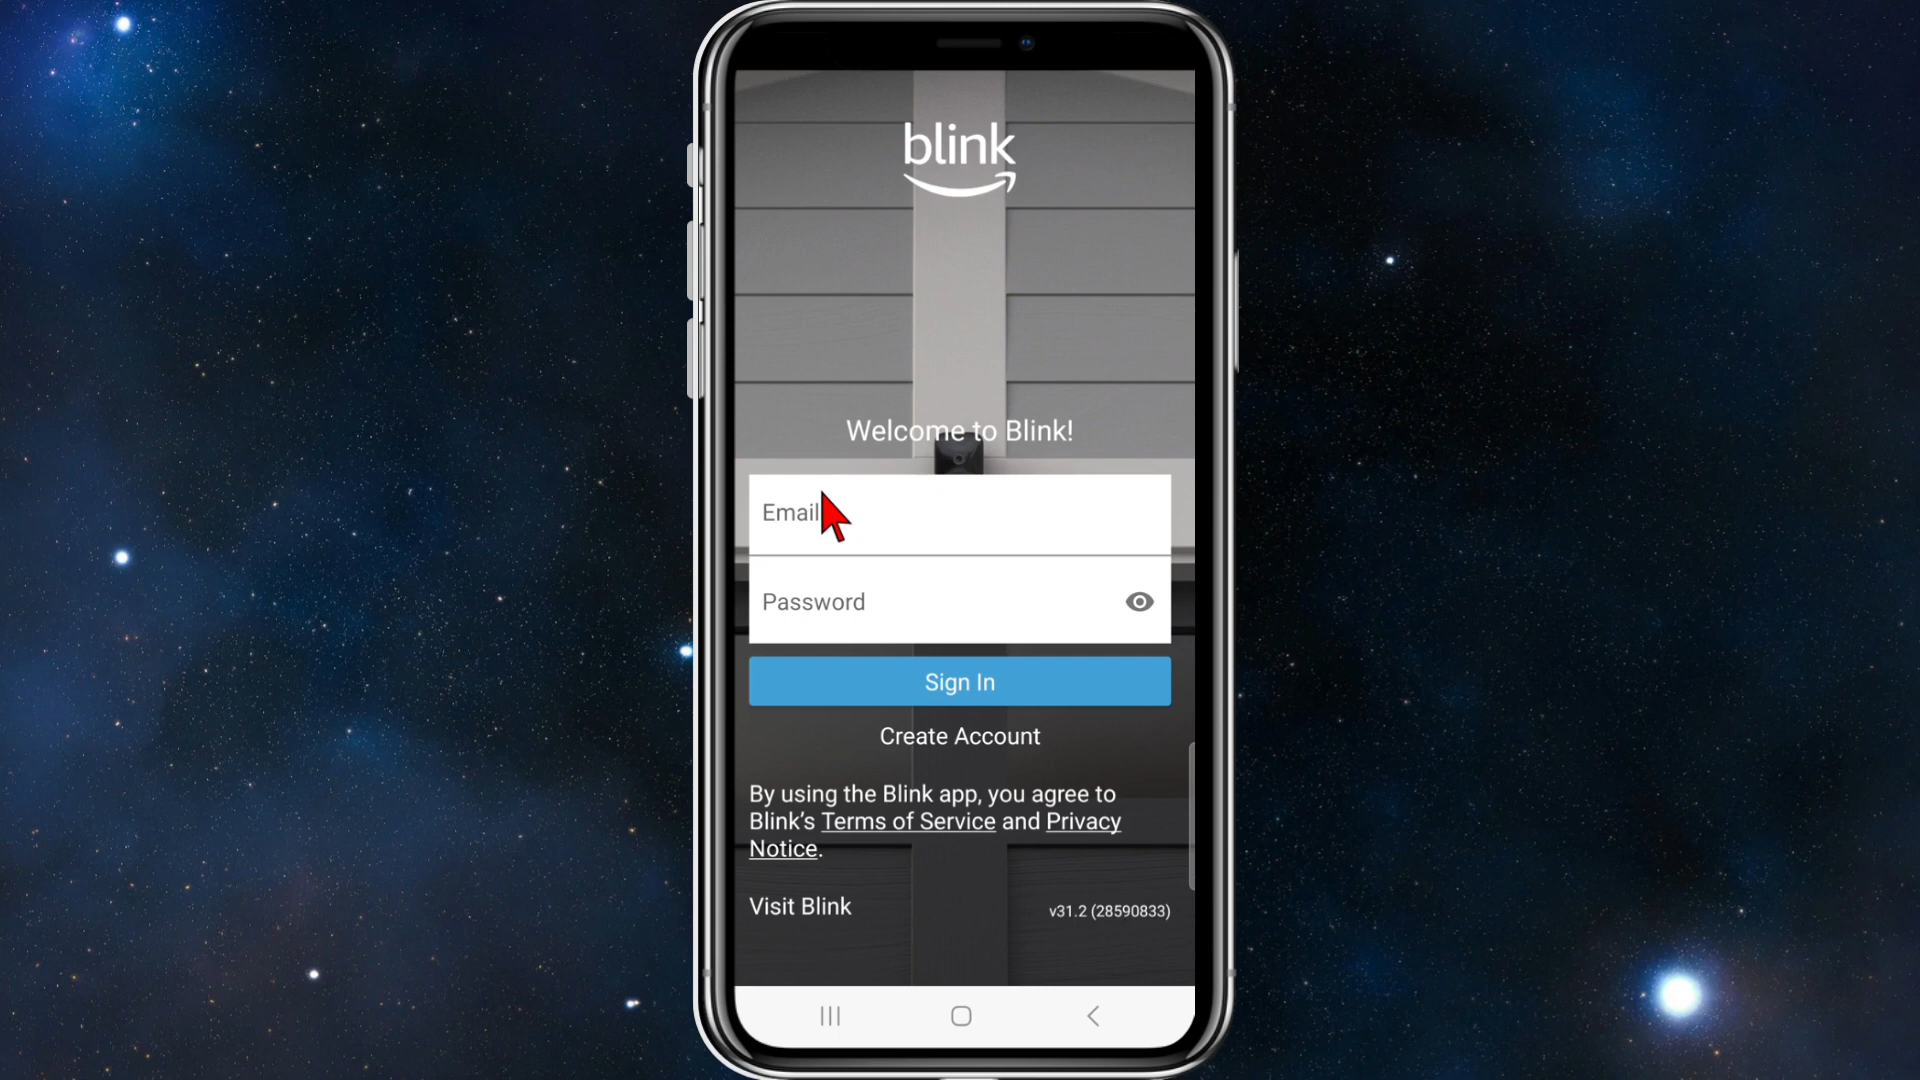 blink
Welcome to Blink!
Email
Password
Sign In
Create Account
By using the Blink app, you agree to
Blink’s Terms of Service and Privacy
Notice.
Visit Blink
v31.2 (28590833)